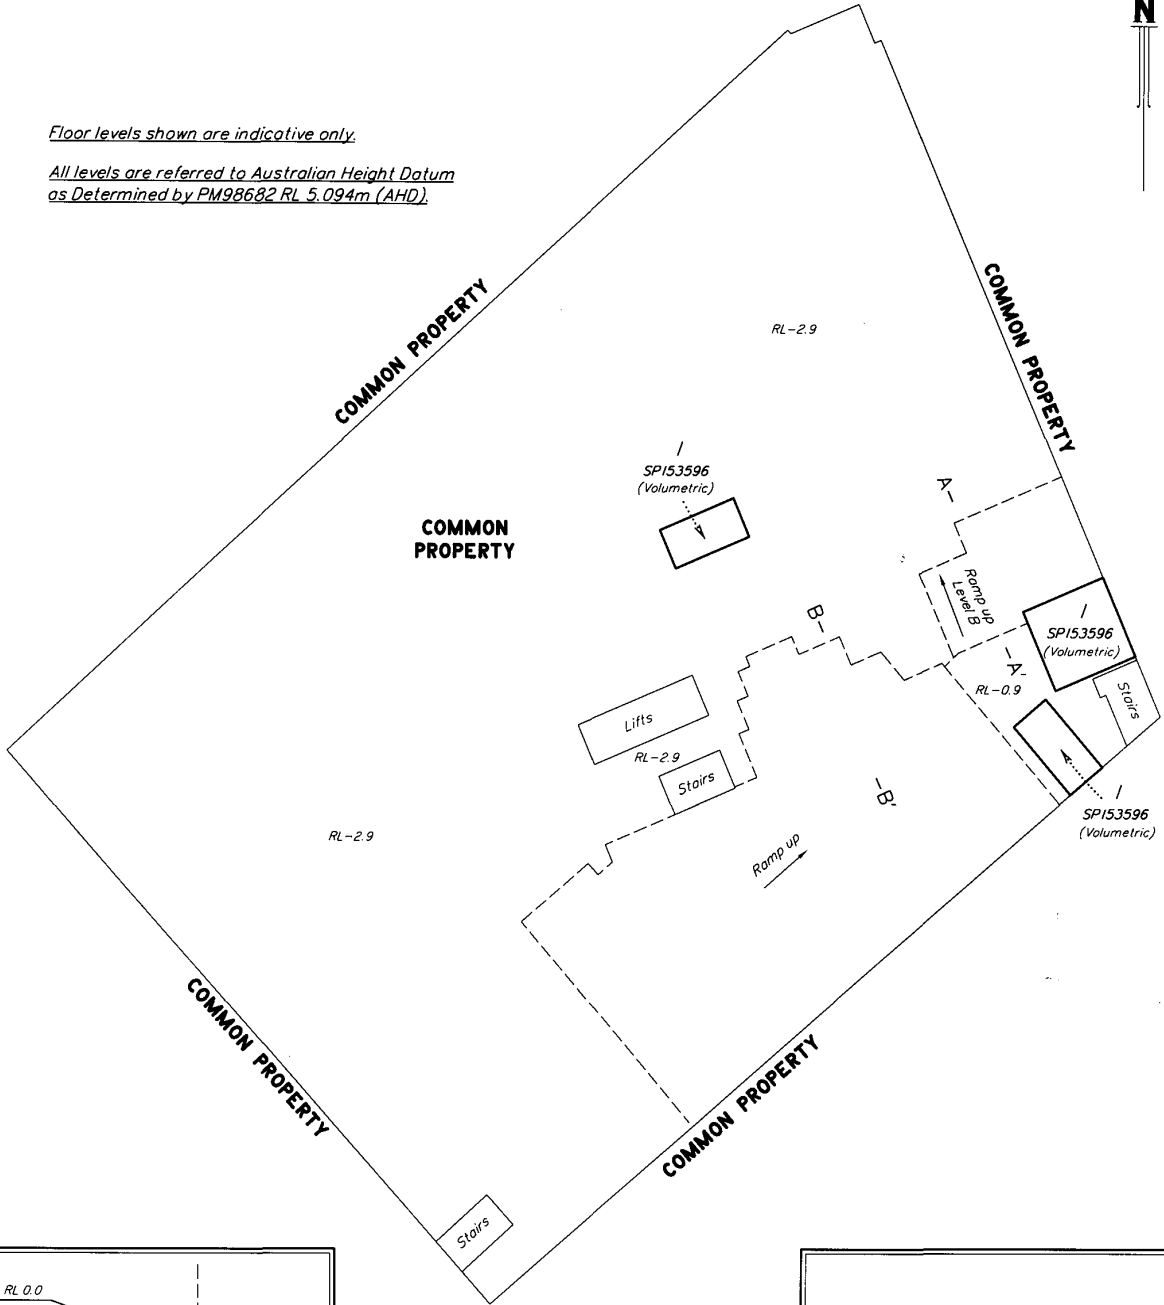 N
Floor levels shown are indicative only.
All levels are referred to Australian Height Datum
as Determined by PM98682 RL 5.094m (AHD).
COMMON PROPERTY
COMMON PROPERTY
RL-2.9
1
SP153596
(Volumetric)
A-
COMMON
PROPERTY
Ramp up
Level B
B-
1
SP153596
(Volumetric)
-A'
RL-0.9
Stairs
Lifts
RL-2.9
Stairs
-B'
1
SP153596
(Volumetric)
RL-2.9
Ramp up
COMMON PROPERTY
COMMON PROPERTY
Stairs
RL 0.0